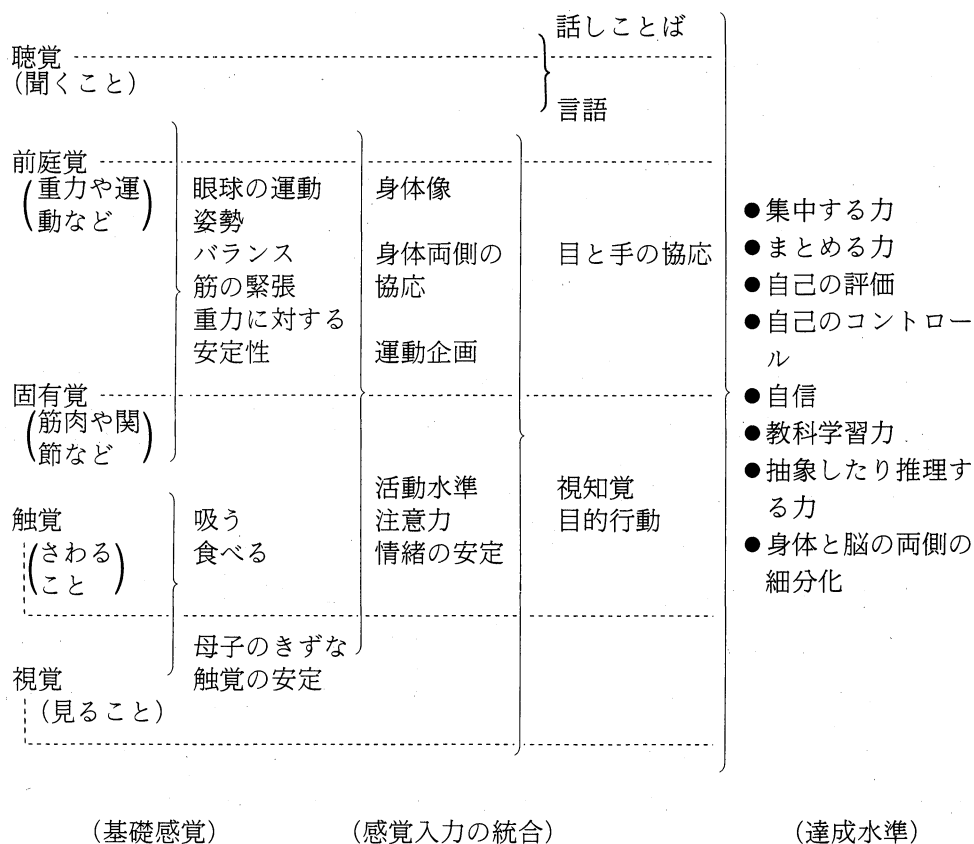 聴覚
(聞くこと)
話しことば
言語
前庭覚
(重力や運
動など)
眼球の運動
姿勢
バランス
筋の緊張
重力に対する
安定性
身体像
身体両側の
協応
運動企画
目と手の協応
固有覚
(筋肉や関
節など)
触覚
(さわる
こと)
吸う
食べる
活動水準
注意力
情緒の安定
視知覚
目的行動
母子のきずな
触覚の安定
視覚
(見ること)
●集中する力
●まとめる力
●自己の評価
●自己のコントロー
ル
●自信
●教科学習力
●抽象したり推理す
る力
●身体と脳の両側の
細分化
(基礎感覚)
(感覚入力の統合)
(達成水準)